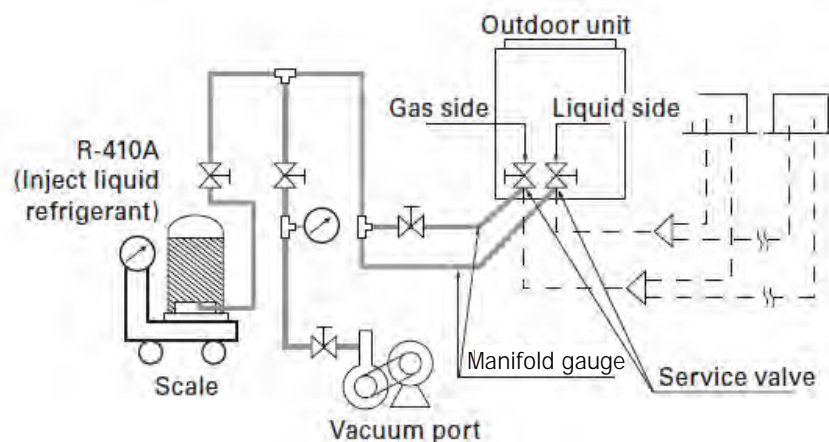 Outdoor unit
Gas side
Liquid side
R-410A
(Inject liquid
refrigerant)
Manifold gauge
Service valve
Scale
Vacuum port